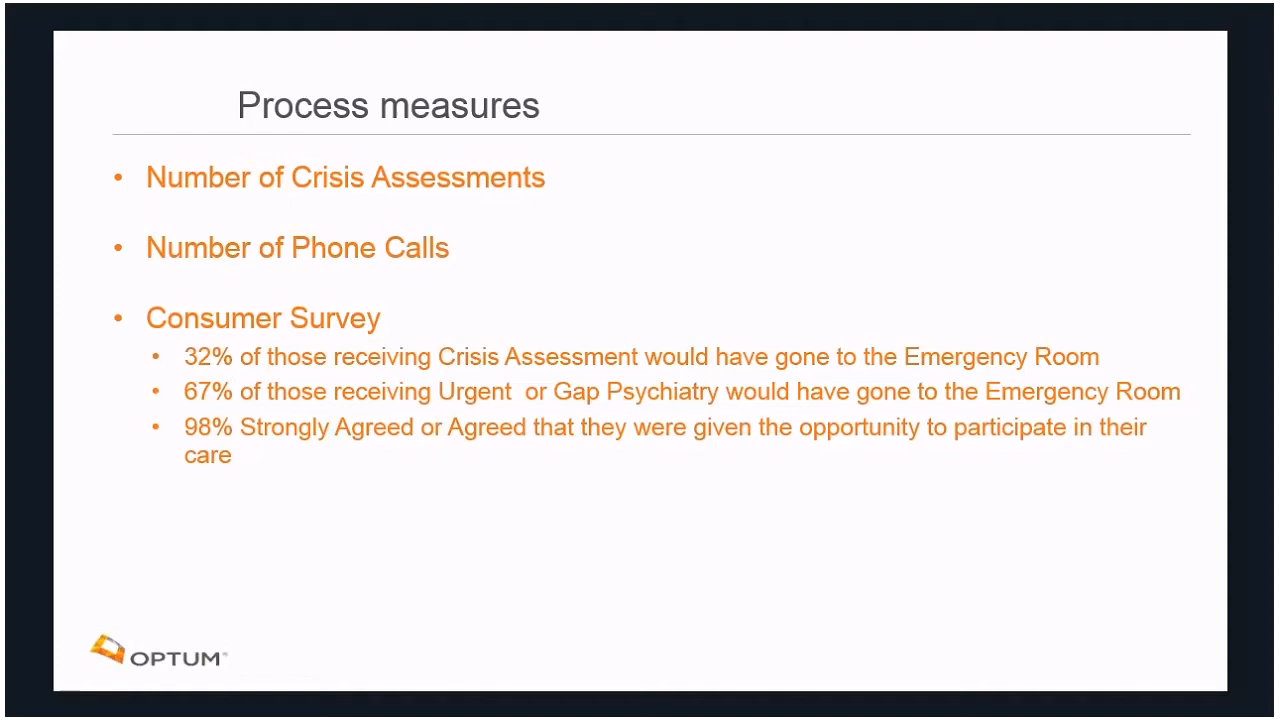 Process measures
• Number of Crisis Assessments
• Number of Phone Calls
• Consumer Survey
• 32% of those receiving Crisis Assessment would have gone to the Emergency Room
• 67% of those receiving Urgent  or Gap Psychiatry would have gone to the Emergency Room
• 98% Strongly Agreed or Agreed that they were given the opportunity to participate in their
care
OPTUM®